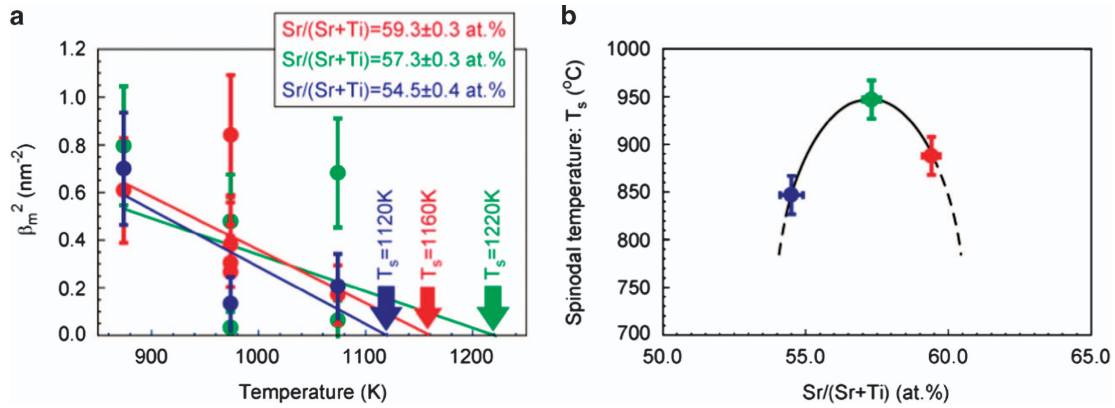 a
Sr/(Sr+Ti)=59.3±0.3 at.%
Sr/(Sr+Ti)=57.3±0.3 at.%
Sr/(Sr+Ti)=54.5±0.4 at.%
1.2
1.0
0.8
0.6
0.4
0.2
0.0
βm² (nm⁻²)
Ts=1120K
Ts=1160K
Ts=1220K
900 1000 1100 1200
Temperature (K)
b
1000
950
900
850
800
750
700
Spinodal temperature: Ts (°C)
50.0 55.0 60.0 65.0
Sr/(Sr+Ti) (at.%)